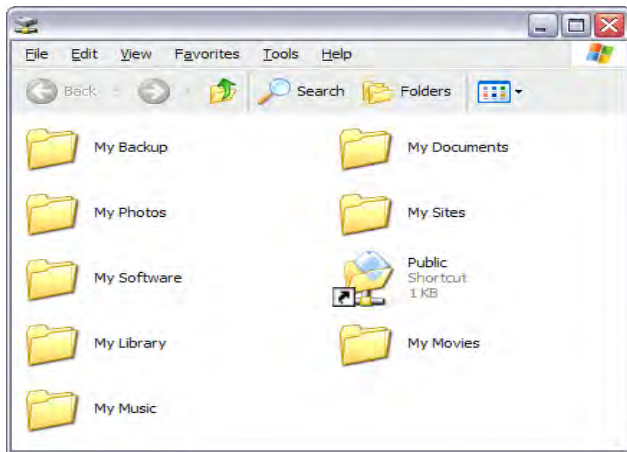 File Edit View Favorites Tools Help
Back Search Folders
My Backup My Documents
My Photos My Sites
My Software Public
Shortcut
1 KB
My Library My Movies
My Music